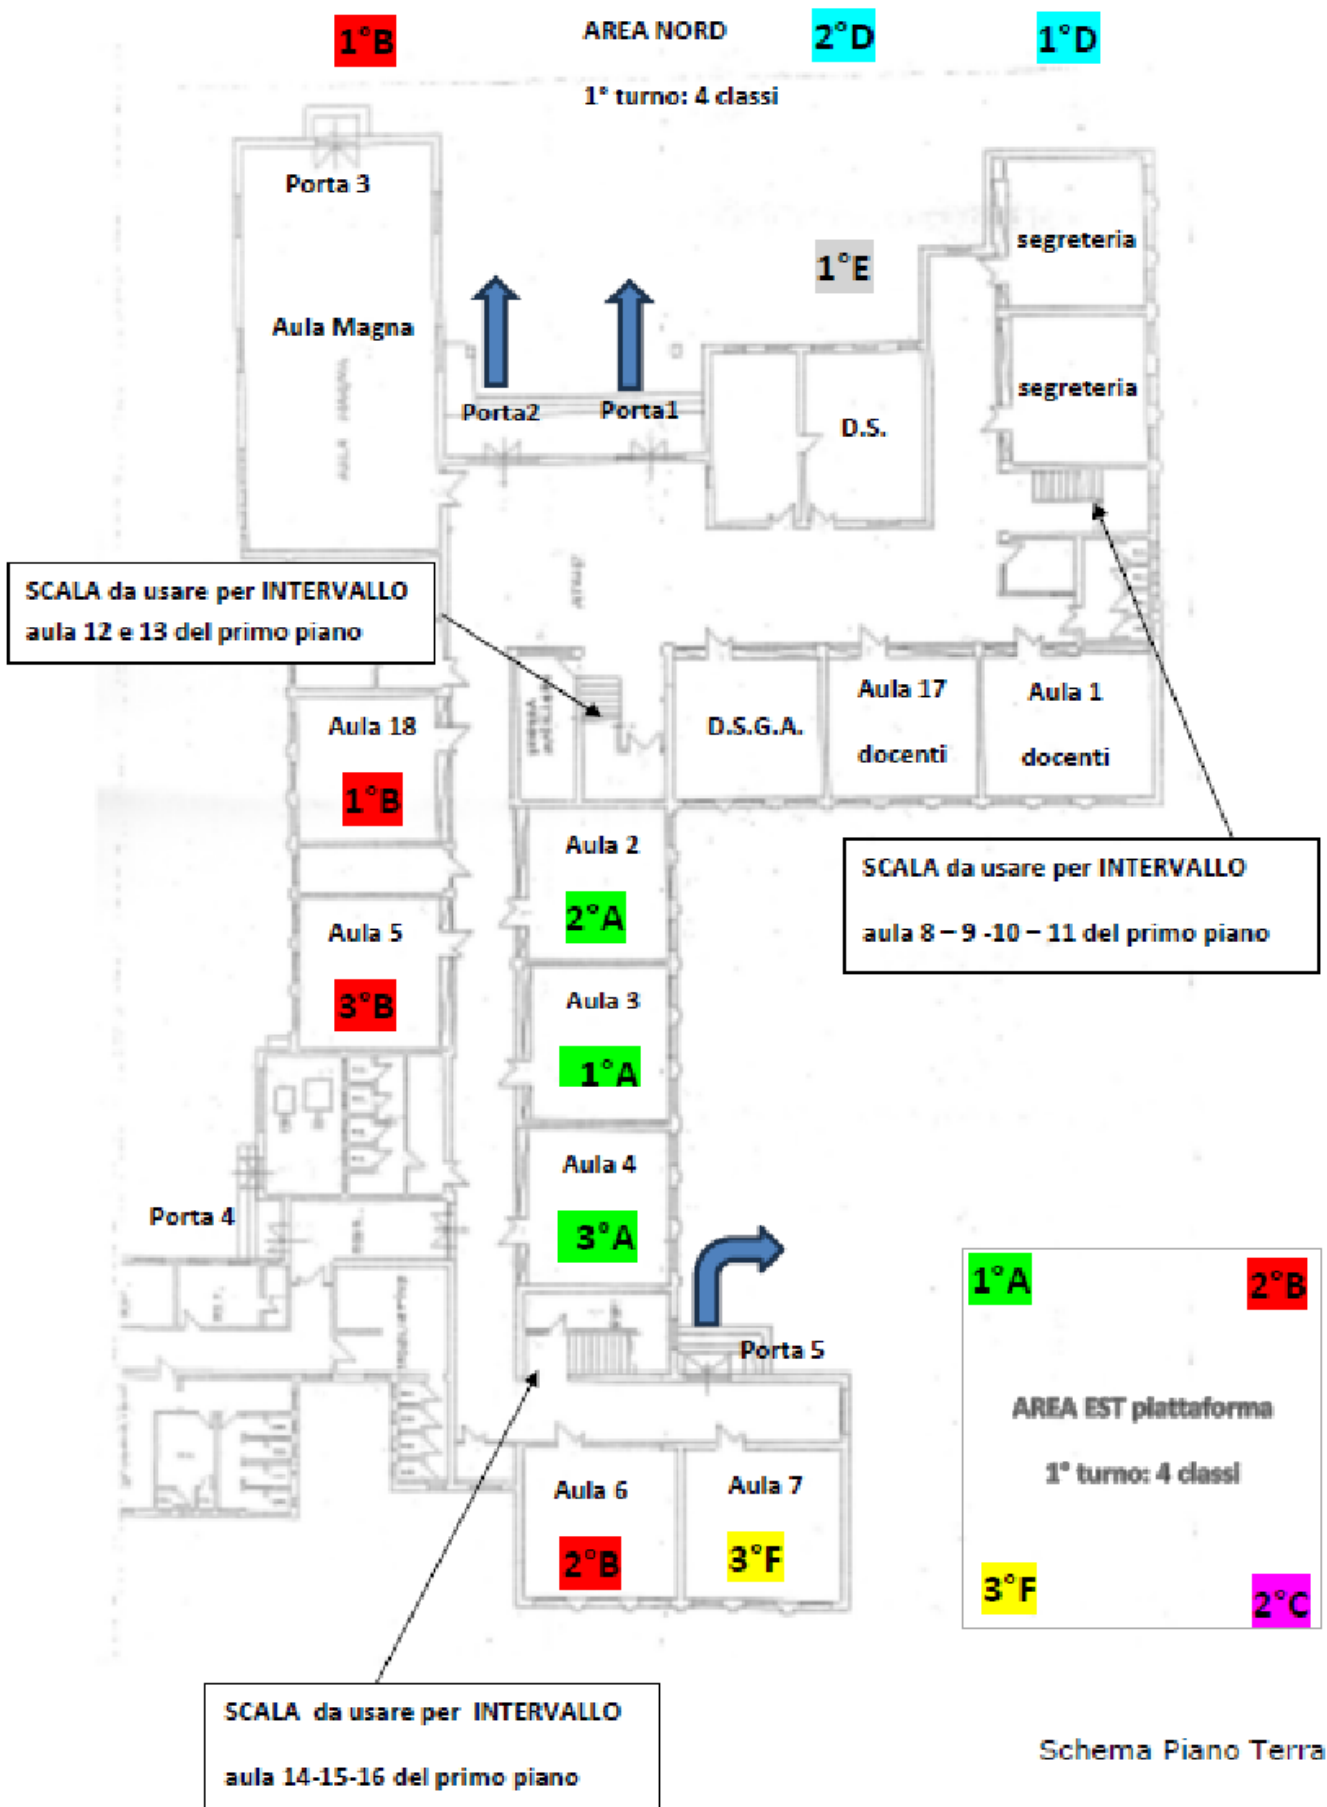 1°B
AREA NORD
2°D
1°D
1° turno: 4 classi
Porta 3
segreteria
1°E
Aula Magna
segreteria
Porta2
Porta1
D.S.
AULA MAGNA
ATRIO
SCALA da usare per INTERVALLO
aula 12 e 13 del primo piano
Aula 18
1°B
D.S.G.A.
Aula 17
docenti
Aula 1
docenti
Aula 2
2°A
SCALA da usare per INTERVALLO
aula 8 – 9 -10 – 11 del primo piano
Aula 5
3°B
Aula 3
1°A
Aula 4
3°A
Porta 4
Porta 5
1°A
2°B
AREA EST piattaforma
1° turno: 4 classi
3°F
2°C
Aula 6
2°B
Aula 7
3°F
SCALA da usare per INTERVALLO
aula 14-15-16 del primo piano
Schema Piano Terra